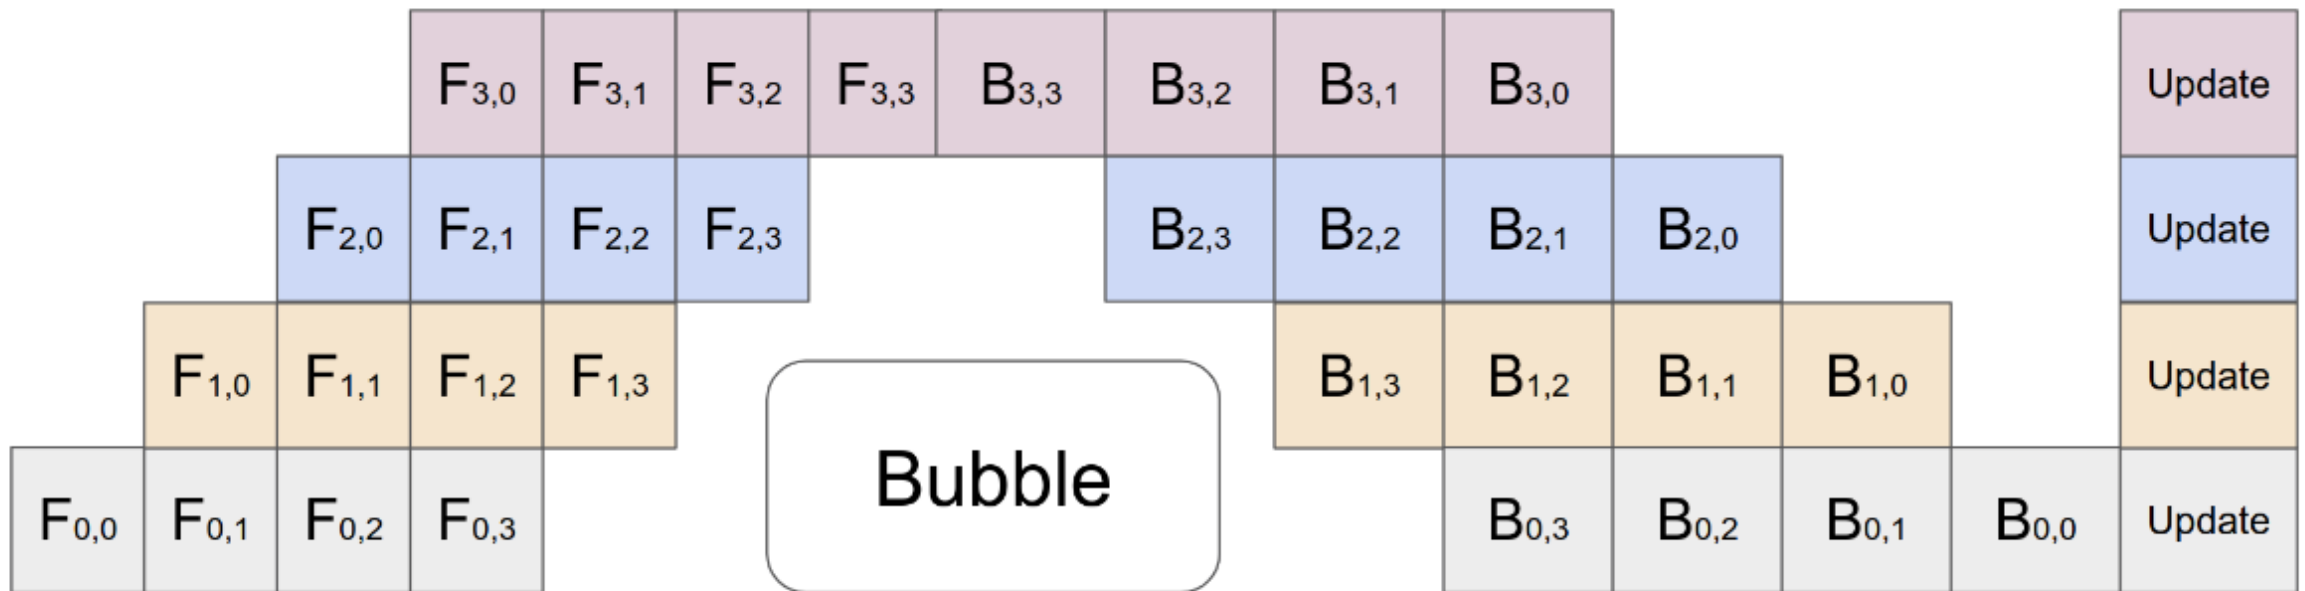 F3,0 F3,1 F3,2 F3,3 B3,3 B3,2 B3,1 B3,0 Update
F2,0 F2,1 F2,2 F2,3 B2,3 B2,2 B2,1 B2,0 Update
F1,0 F1,1 F1,2 F1,3 B1,3 B1,2 B1,1 B1,0 Update
Bubble
F0,0 F0,1 F0,2 F0,3 B0,3 B0,2 B0,1 B0,0 Update